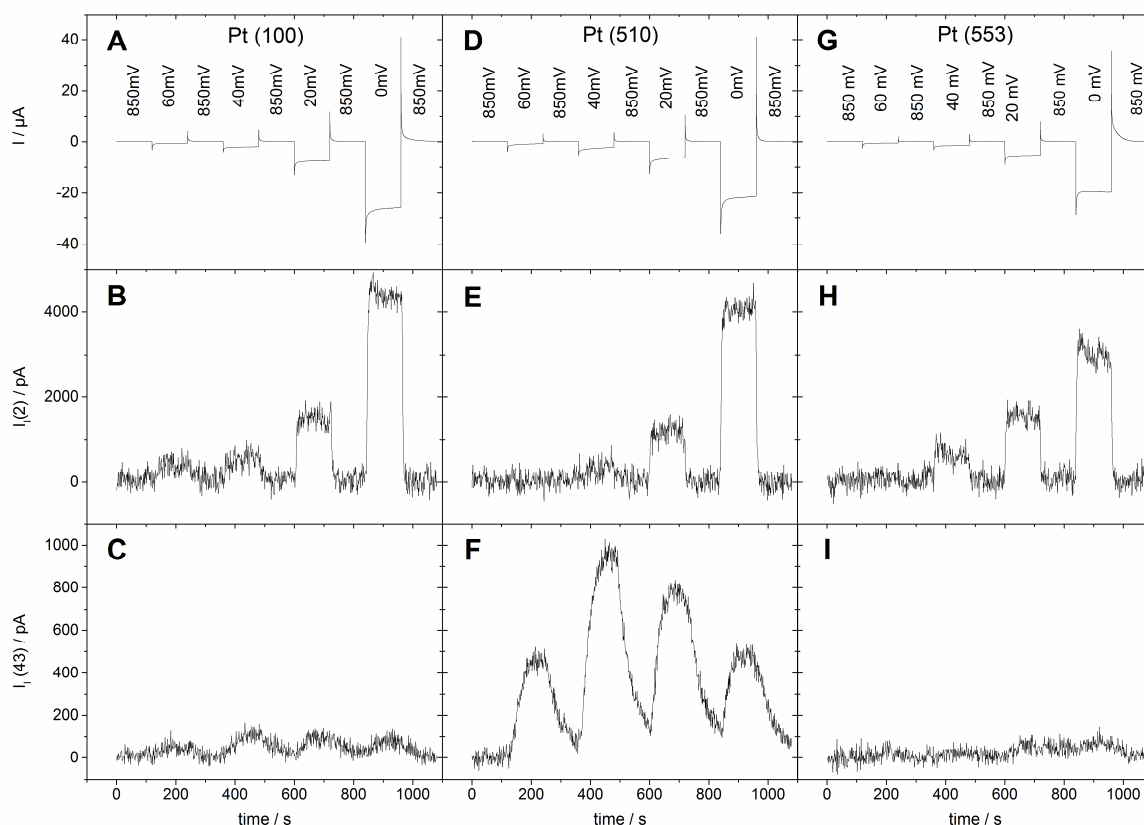 A Pt (100)
850mV 60mV 850mV 40mV 850mV 20mV 850mV 0mV 850mV
D Pt (510)
850mV 60mV 850mV 40mV 850mV 20mV 850mV 0mV 850mV
G Pt (553)
850 mV 60 mV 850 mV 40 mV 850 mV 20 mV 850 mV 0 mV 850 mV
40
20
0
-20
-40
I / µA
B
E
H
4000
2000
0
I_I(2) / pA
C
F
I
1000
800
600
400
200
0
I_I (43) / pA
0 200 400 600 800 1000
0 200 400 600 800 1000
0 200 400 600 800 1000
time / s
time / s
time / s